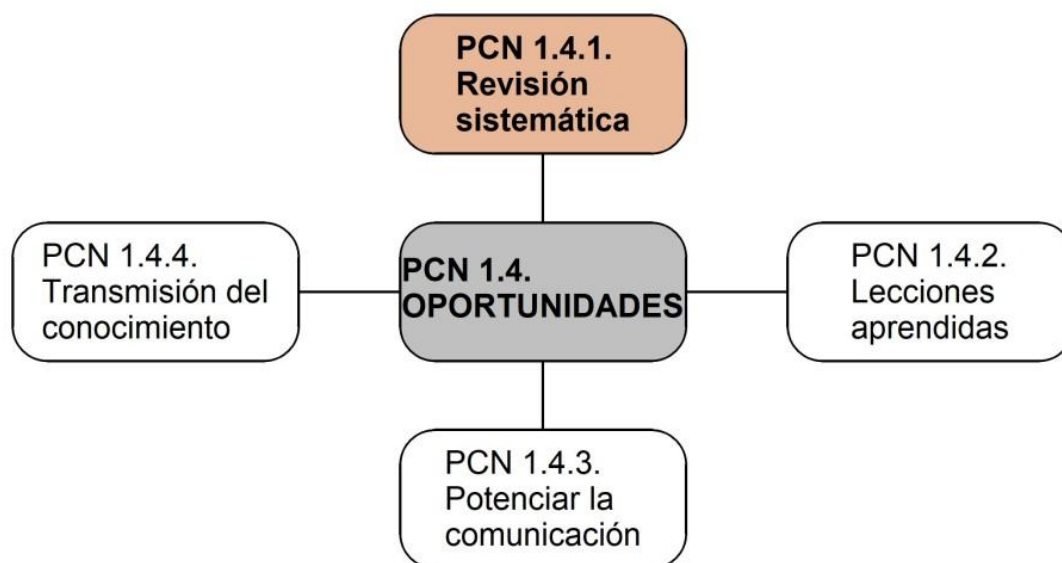 PCN 1.4.1.
Revisión
sistemática
PCN 1.4.4.
Transmisión del
conocimiento
PCN 1.4.
OPORTUNIDADES
PCN 1.4.2.
Lecciones
aprendidas
PCN 1.4.3.
Potenciar la
comunicación